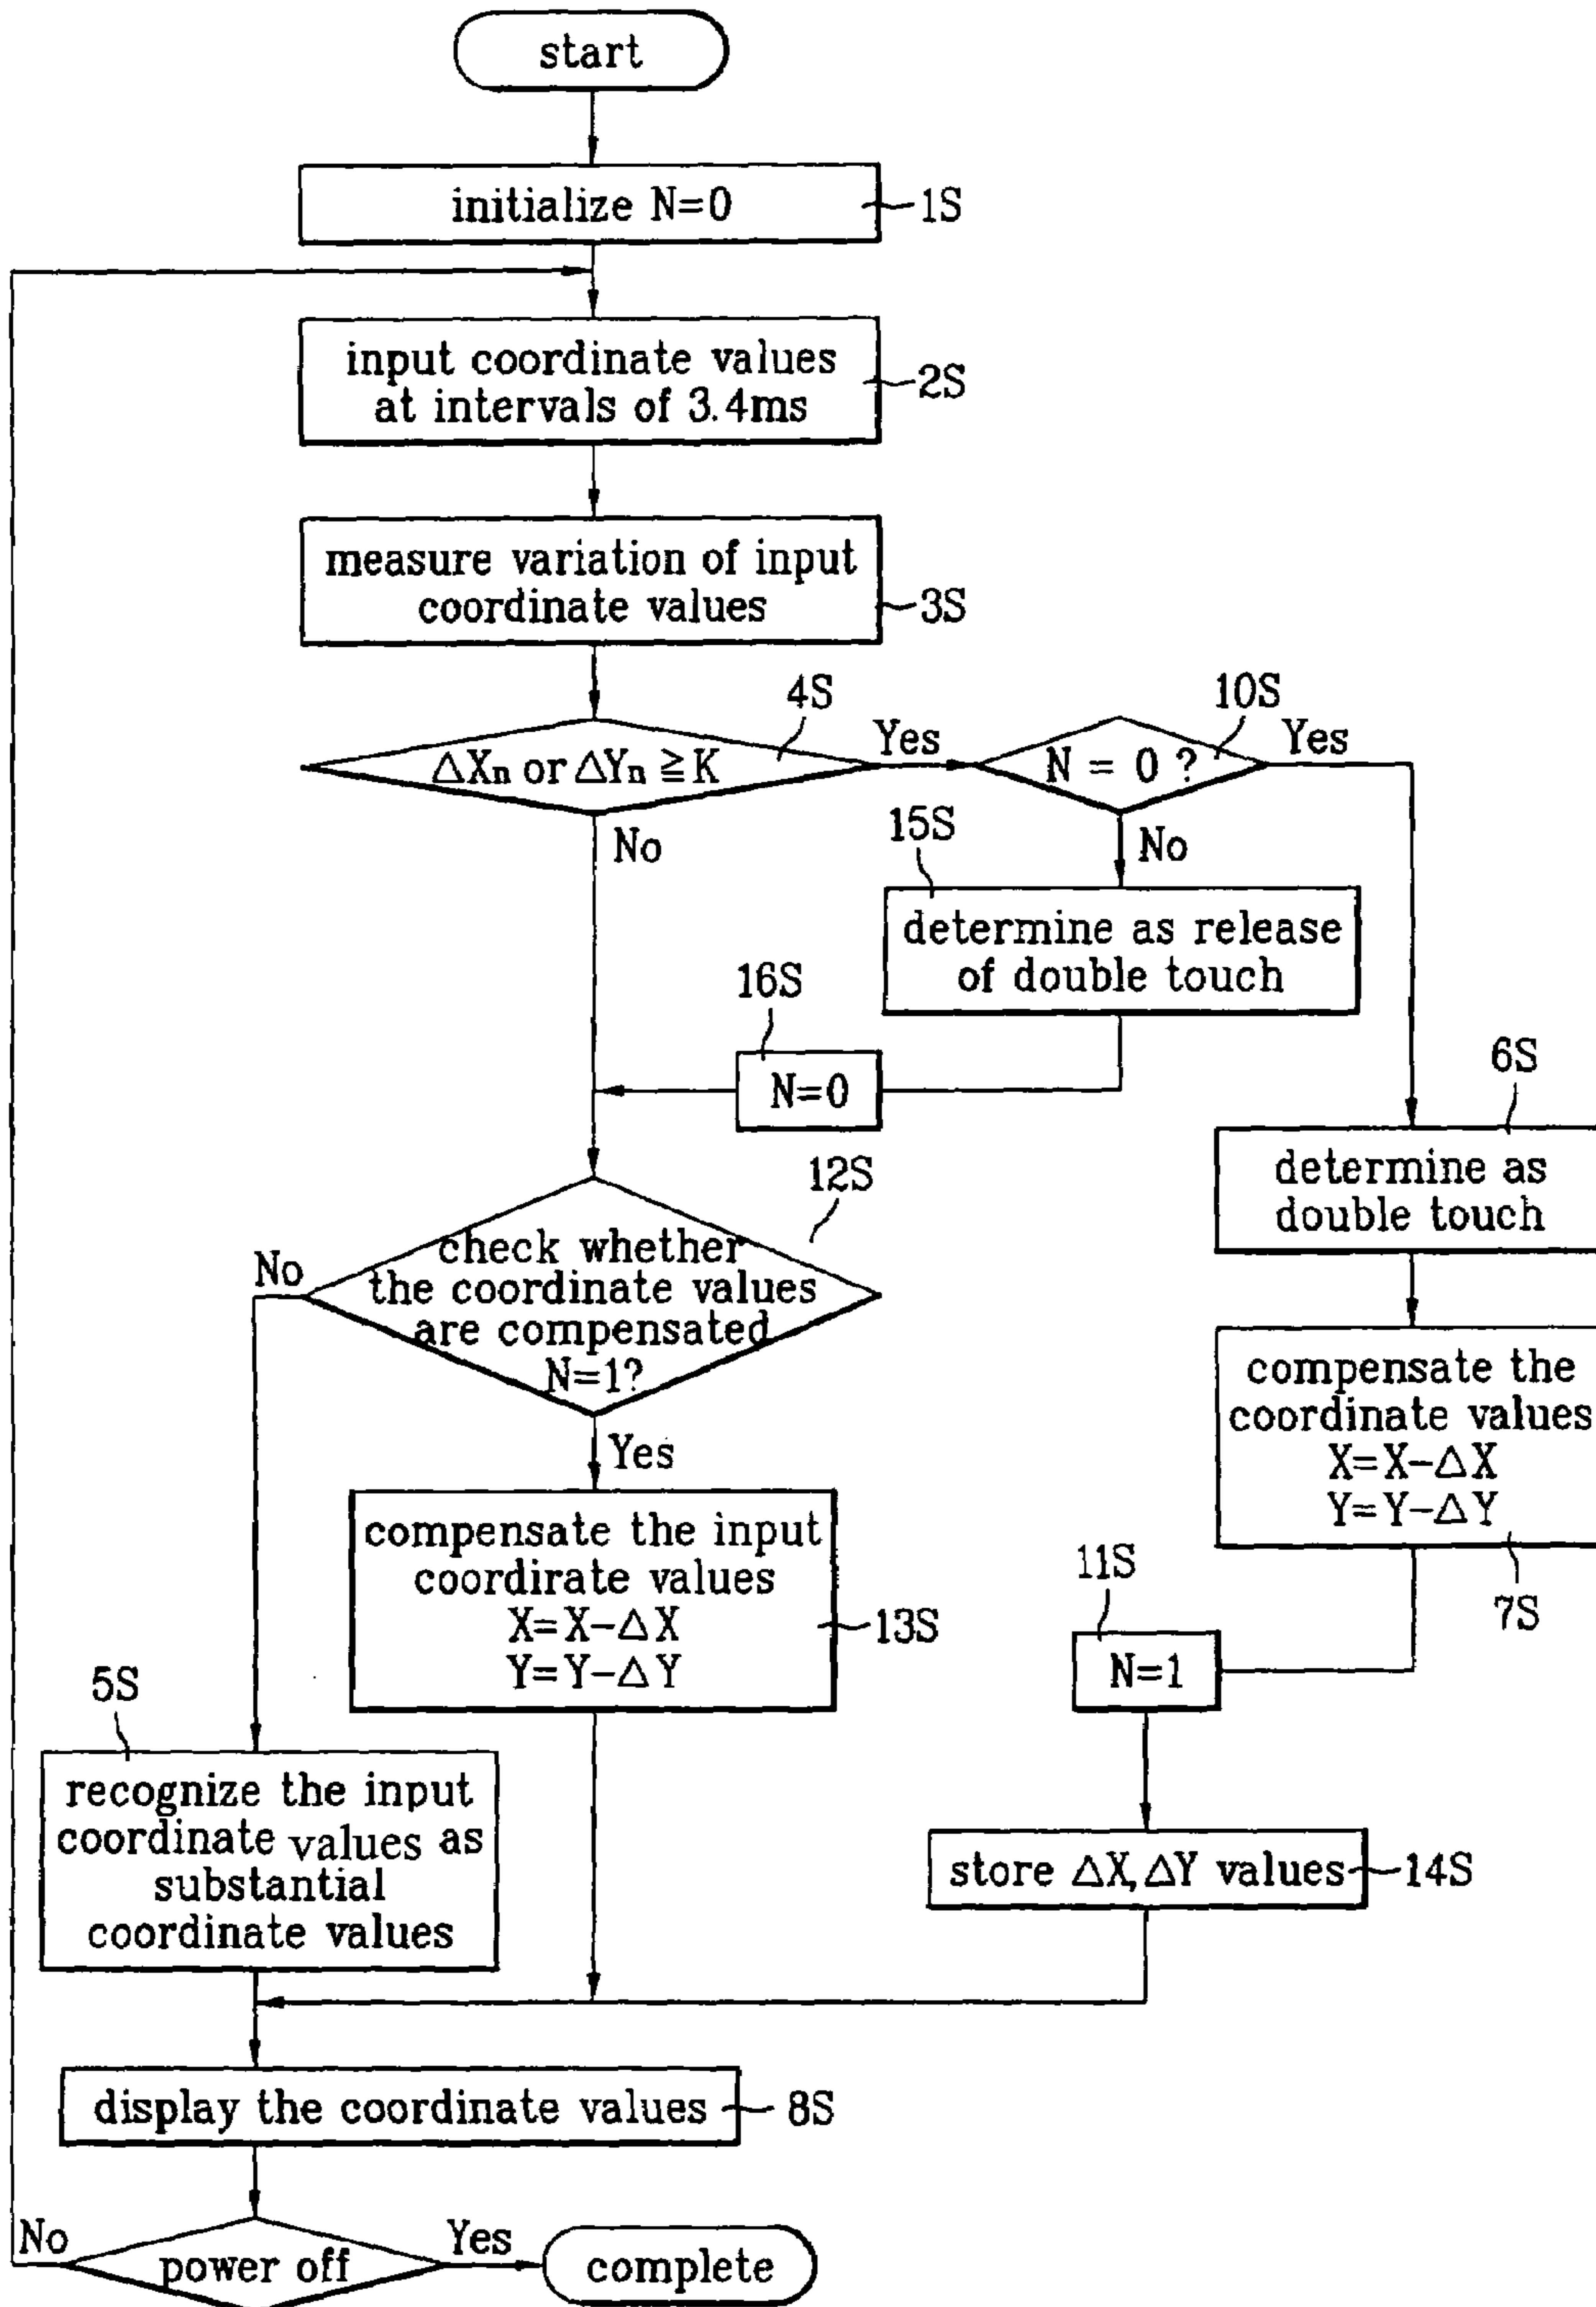 start
initialize N=0
1S
input coordinate values
at intervals of 3.4ms
2S
measure variation of input
coordinate values
3S
4S
ΔXn or ΔYn ≧ K
Yes
No
10S
N = 0 ?
Yes
No
15S
determine as release
of double touch
16S
N=0
6S
determine as
double touch
12S
check whether
the coordinate values
are compensated
N=1?
No
Yes
compensate the
coordinate values
X=X-ΔX
Y=Y-ΔY
7S
compensate the input
coordirate values
X=X-ΔX
Y=Y-ΔY
13S
11S
N=1
5S
recognize the input
coordinate values as
substantial
coordinate values
store ΔX,ΔY values
14S
display the coordinate values
8S
power off
No
Yes
complete